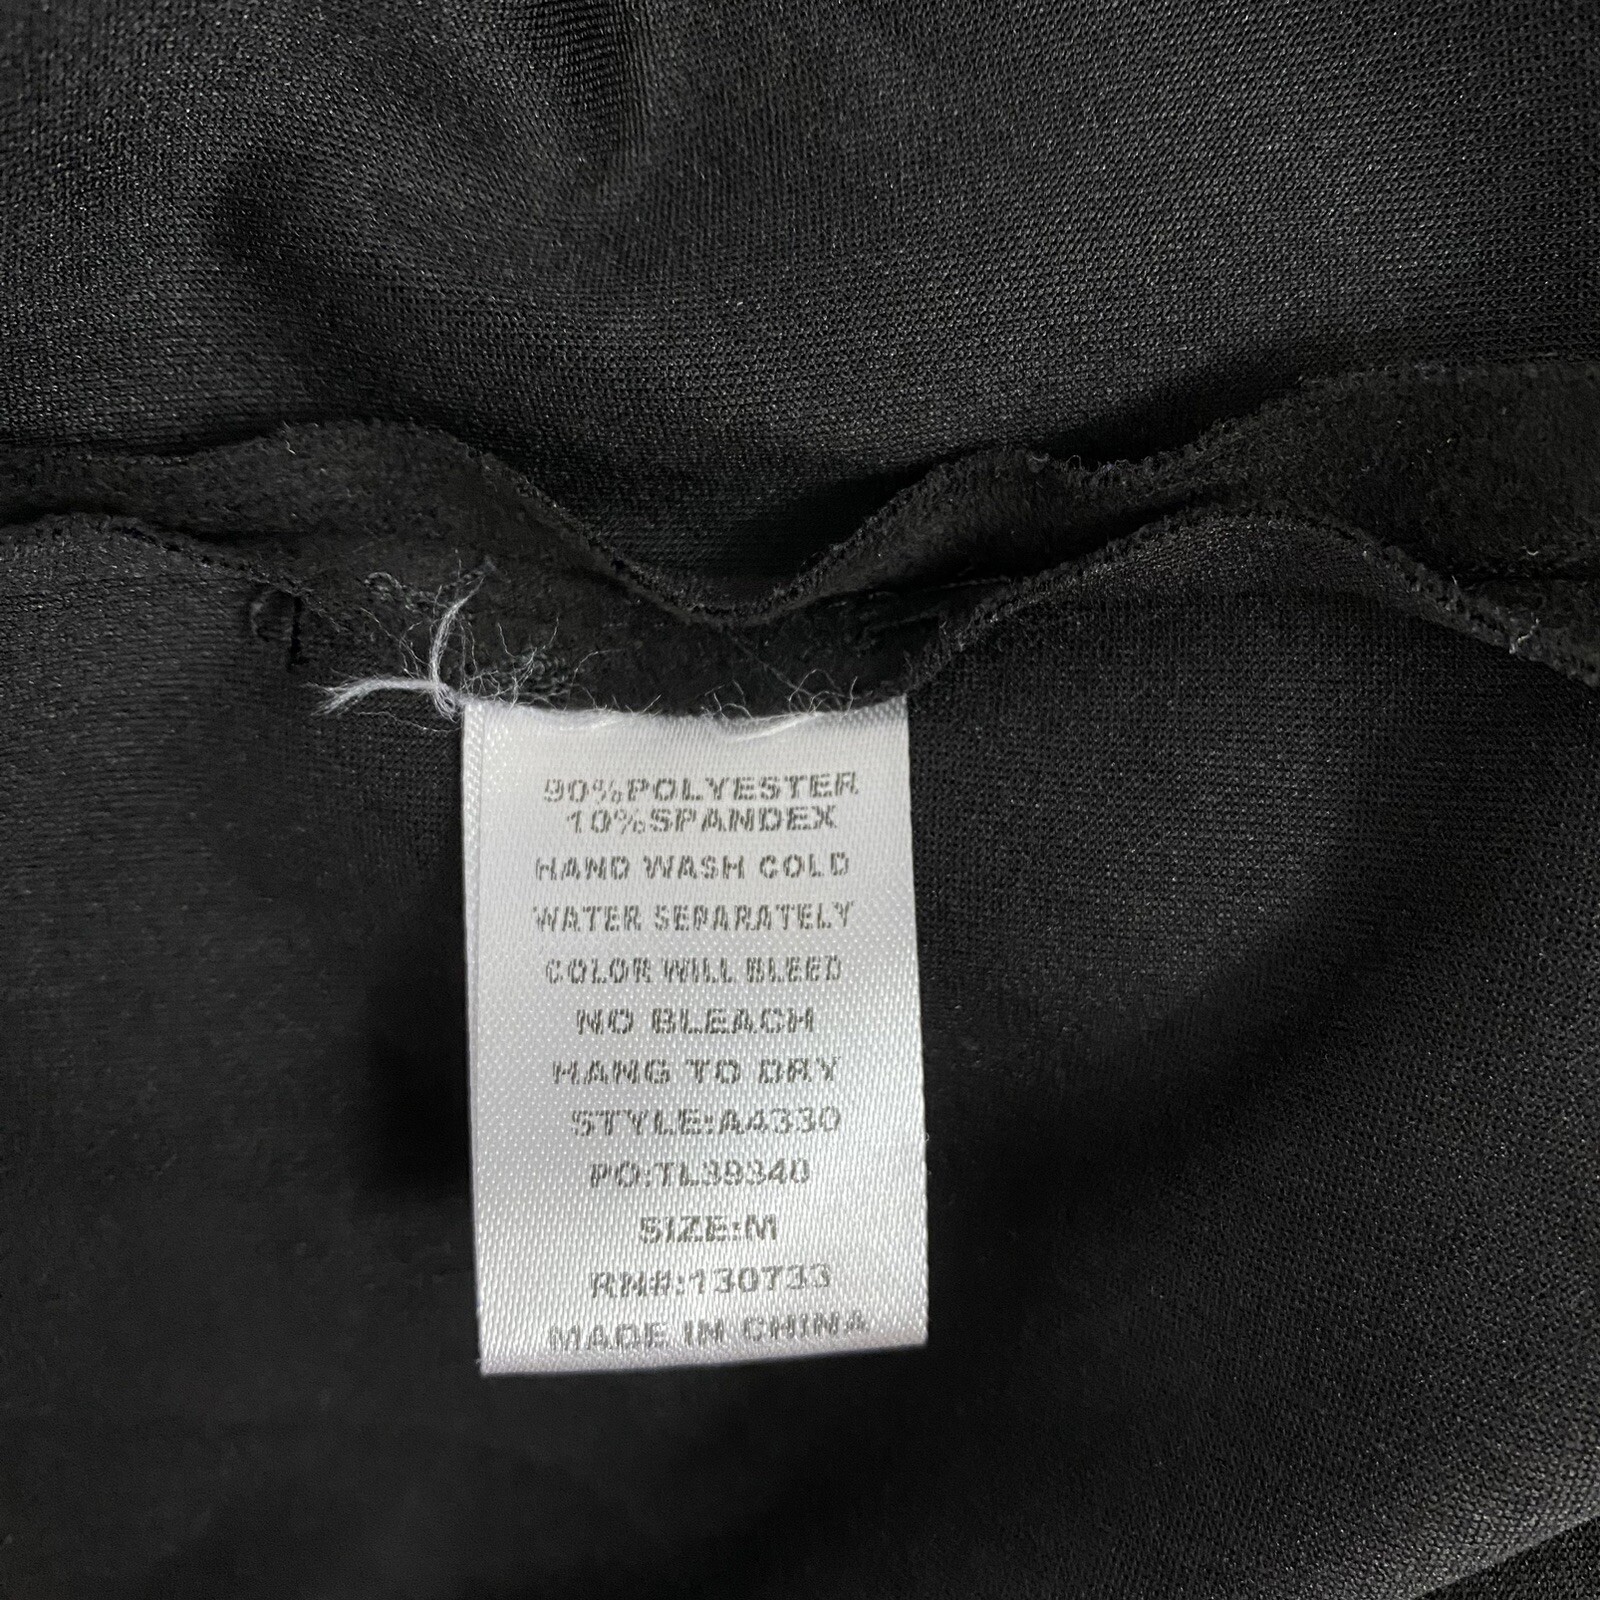 90%POLYESTER
10%SPANDEX
HAND WASH COLD
WATER SEPARATELY
COLOR WILL BLEED
NO BLEACH
HANG TO DRY
STYLE:A4330
PO:TL39340
SIZE:M
RN#:130733
MADE IN CHINA